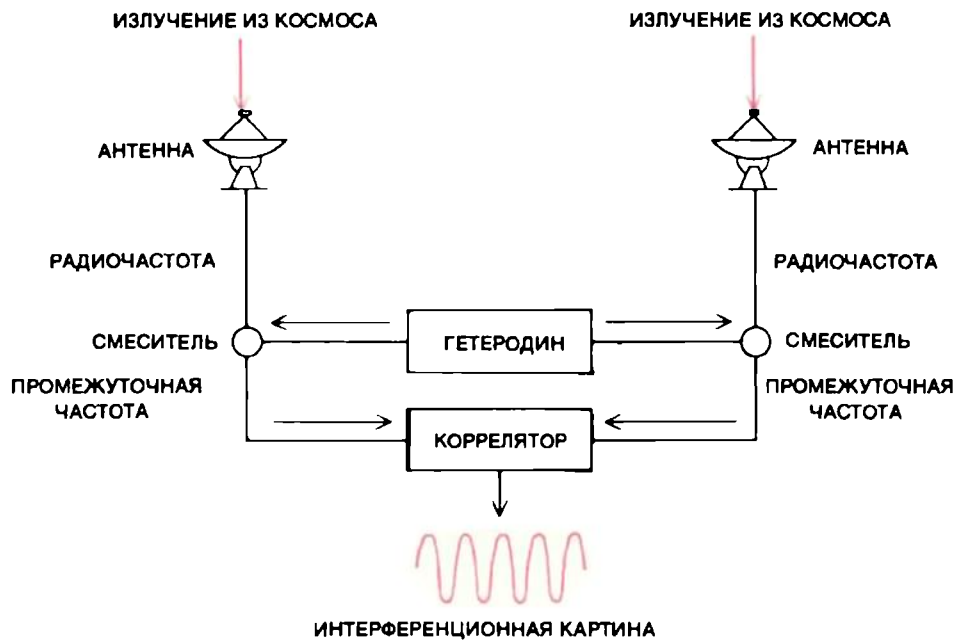 ИЗЛУЧЕНИЕ ИЗ КОСМОСА
ИЗЛУЧЕНИЕ ИЗ КОСМОСА
АНТЕННА
АНТЕННА
РАДИОЧАСТОТА
РАДИОЧАСТОТА
СМЕСИТЕЛЬ
ГЕТЕРОДИН
СМЕСИТЕЛЬ
ПРОМЕЖУТОЧНАЯ
ЧАСТОТА
ПРОМЕЖУТОЧНАЯ
ЧАСТОТА
КОРРЕЛЯТОР
ИНТЕРФЕРЕНЦИОННАЯ КАРТИНА